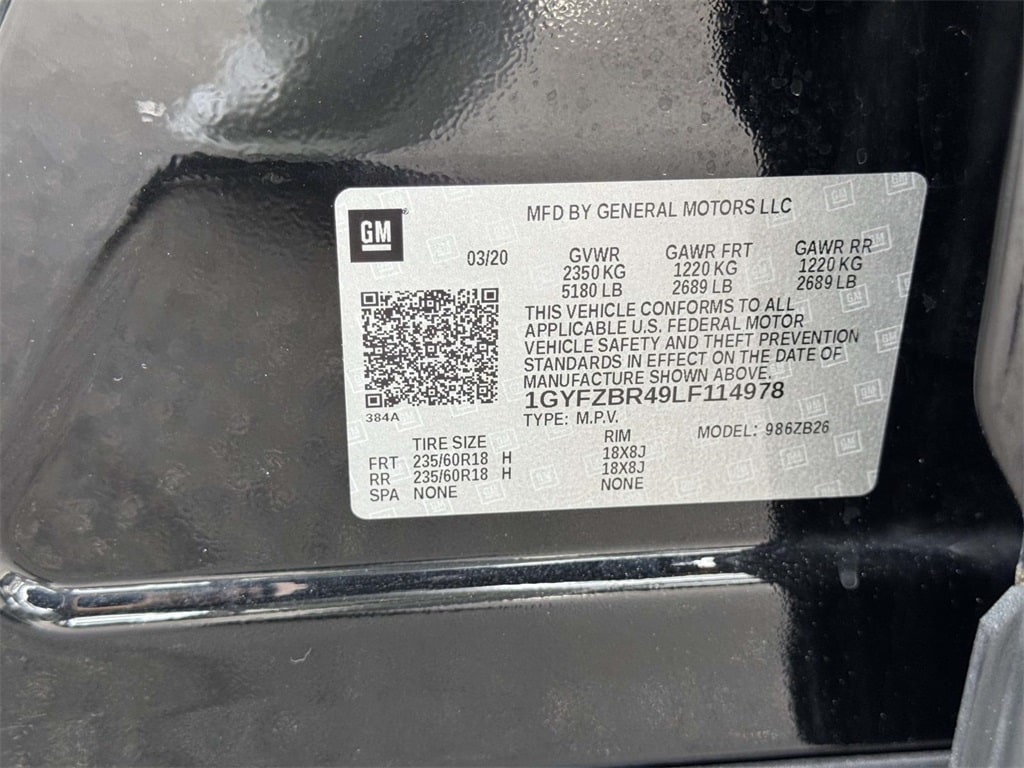 GM
®
MFD BY GENERAL MOTORS LLC
03/20
GVWR
2350 KG
5180 LB
GAWR FRT
1220 KG
2689 LB
GAWR RR
1220 KG
2689 LB
THIS VEHICLE CONFORMS TO ALL
APPLICABLE U.S. FEDERAL MOTOR
VEHICLE SAFETY AND THEFT PREVENTION
STANDARDS IN EFFECT ON THE DATE OF
MANUFACTURE SHOWN ABOVE.
1GYFZBR49LF114978
TYPE: M.P.V.
MODEL: 986ZB26
384A
TIRE SIZE
RIM
FRT 235/60R18 H 18X8J
RR 235/60R18 H 18X8J
SPA NONE NONE